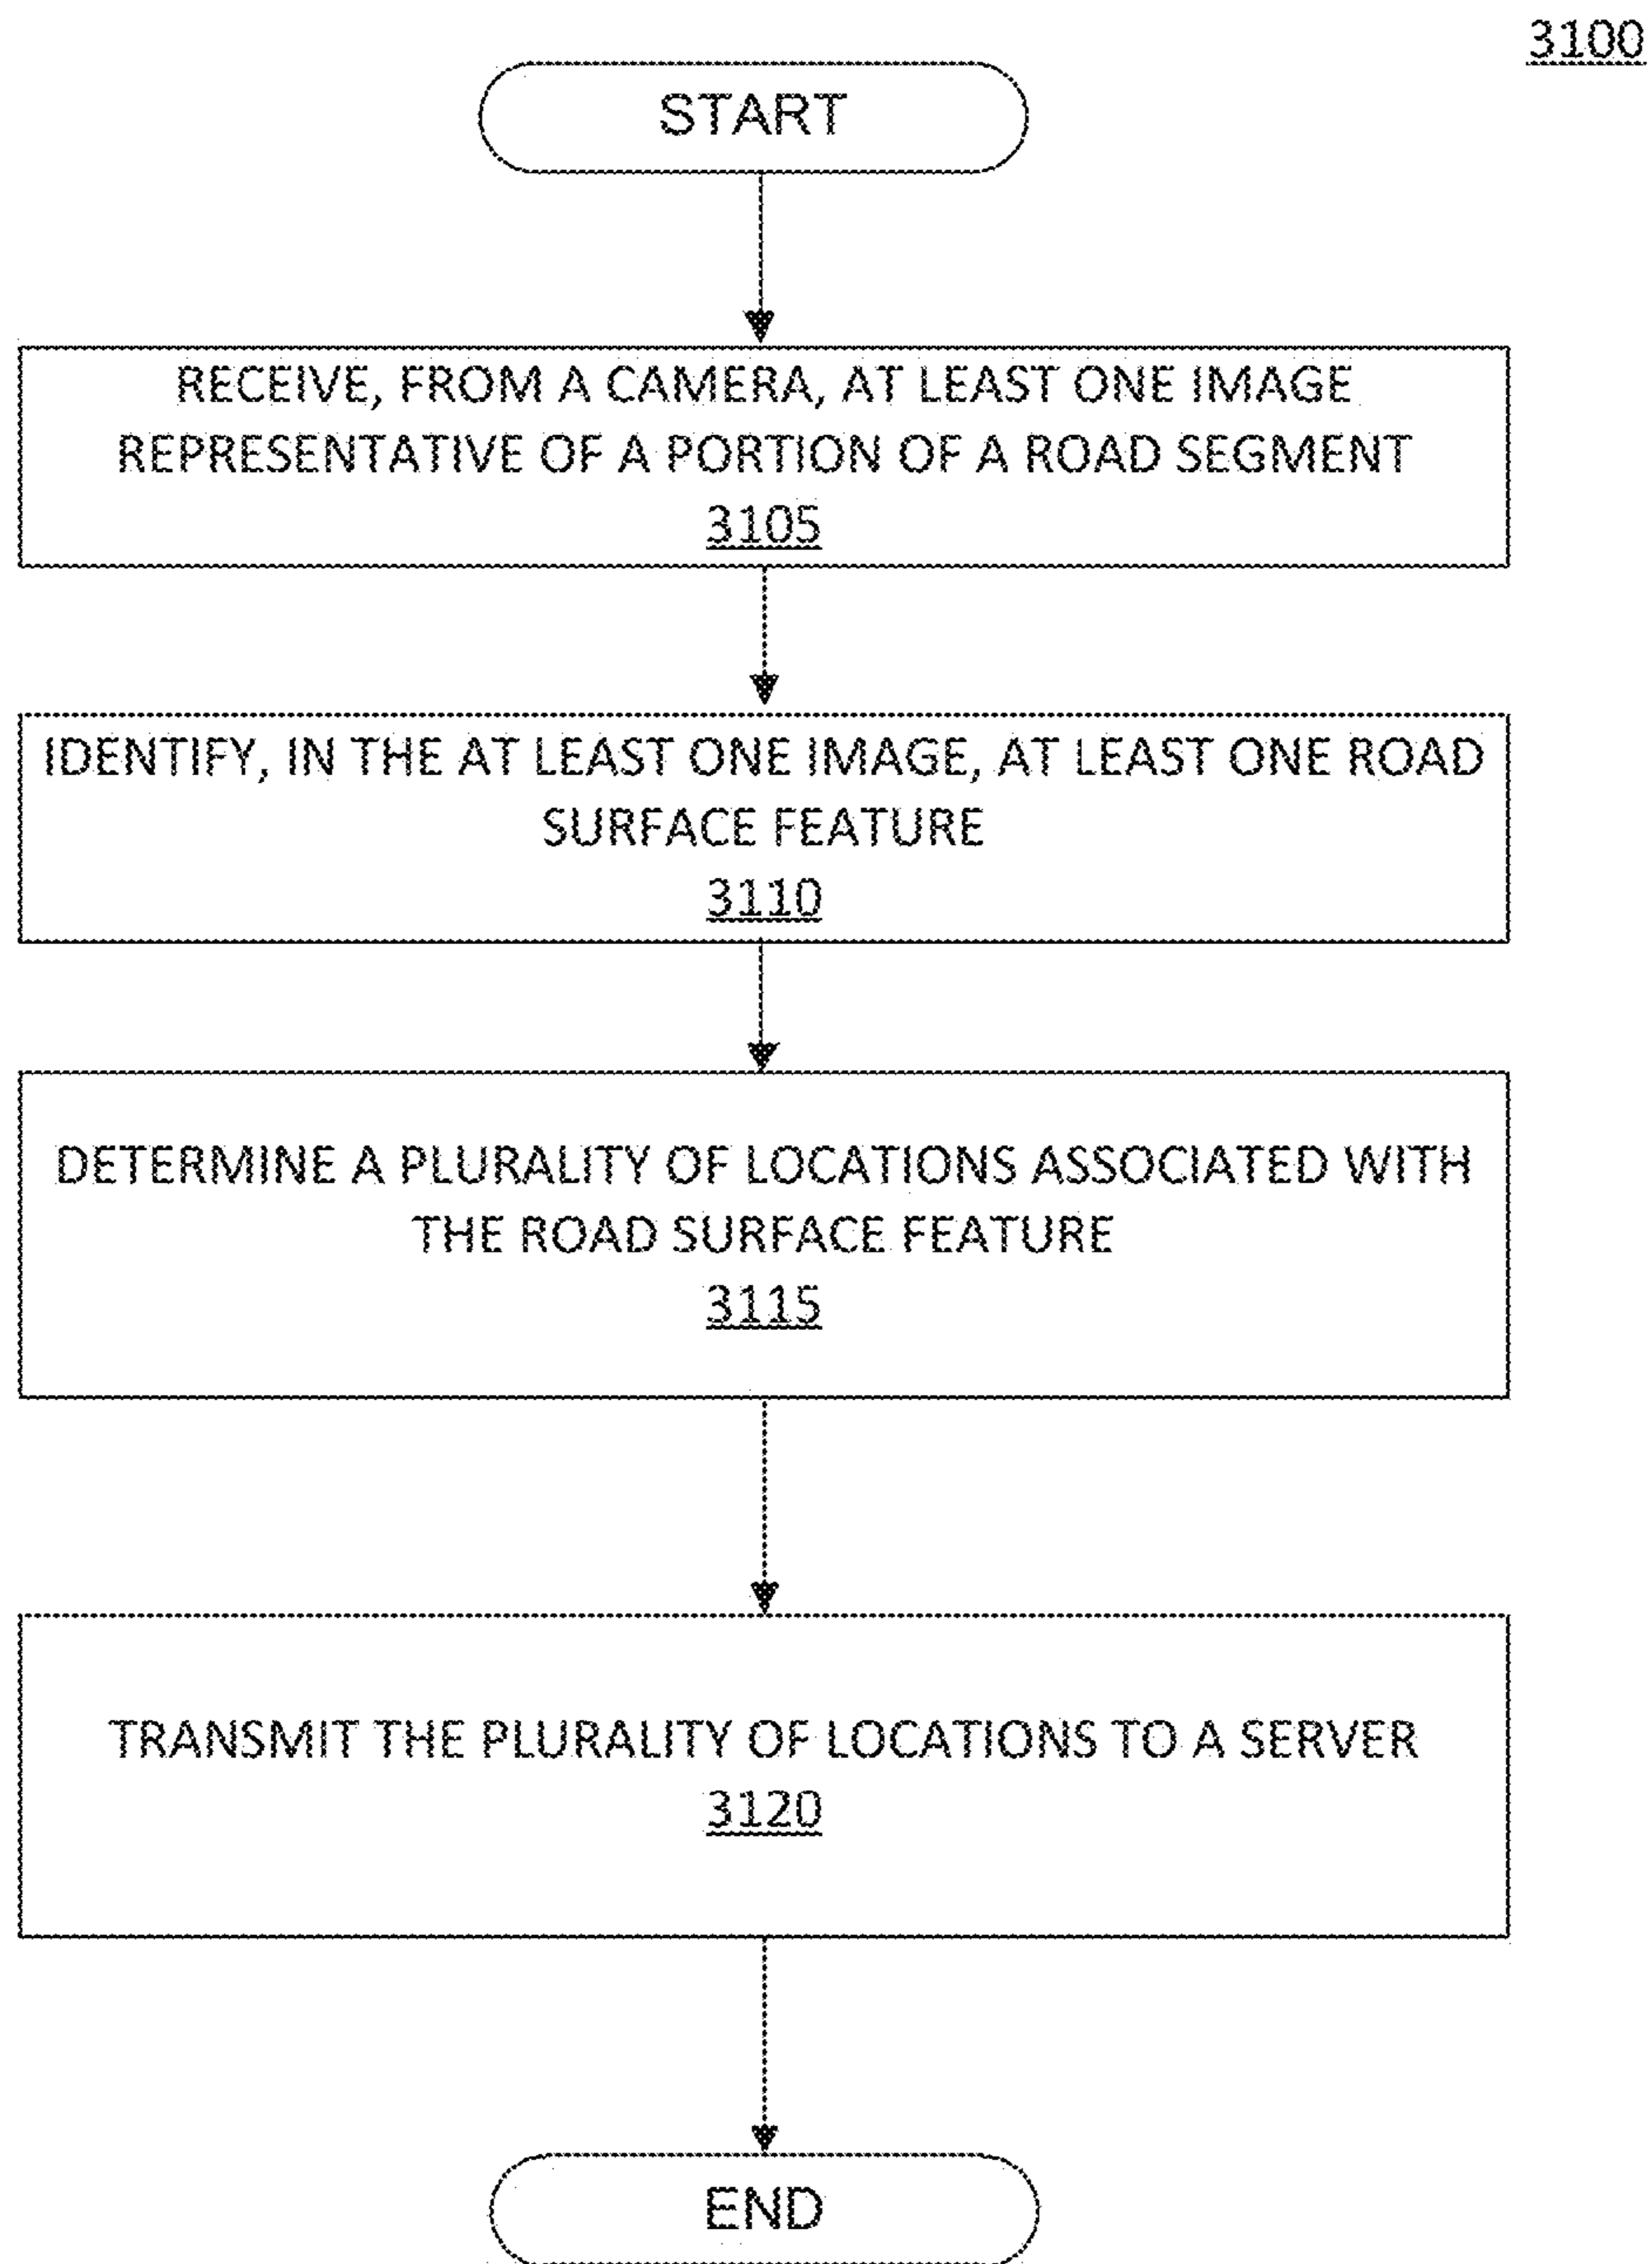 3100
START
RECEIVE, FROM A CAMERA, AT LEAST ONE IMAGE
REPRESENTATIVE OF A PORTION OF A ROAD SEGMENT
3105
IDENTIFY, IN THE AT LEAST ONE IMAGE, AT LEAST ONE ROAD
SURFACE FEATURE
3110
DETERMINE A PLURALITY OF LOCATIONS ASSOCIATED WITH
THE ROAD SURFACE FEATURE
3115
TRANSMIT THE PLURALITY OF LOCATIONS TO A SERVER
3120
END